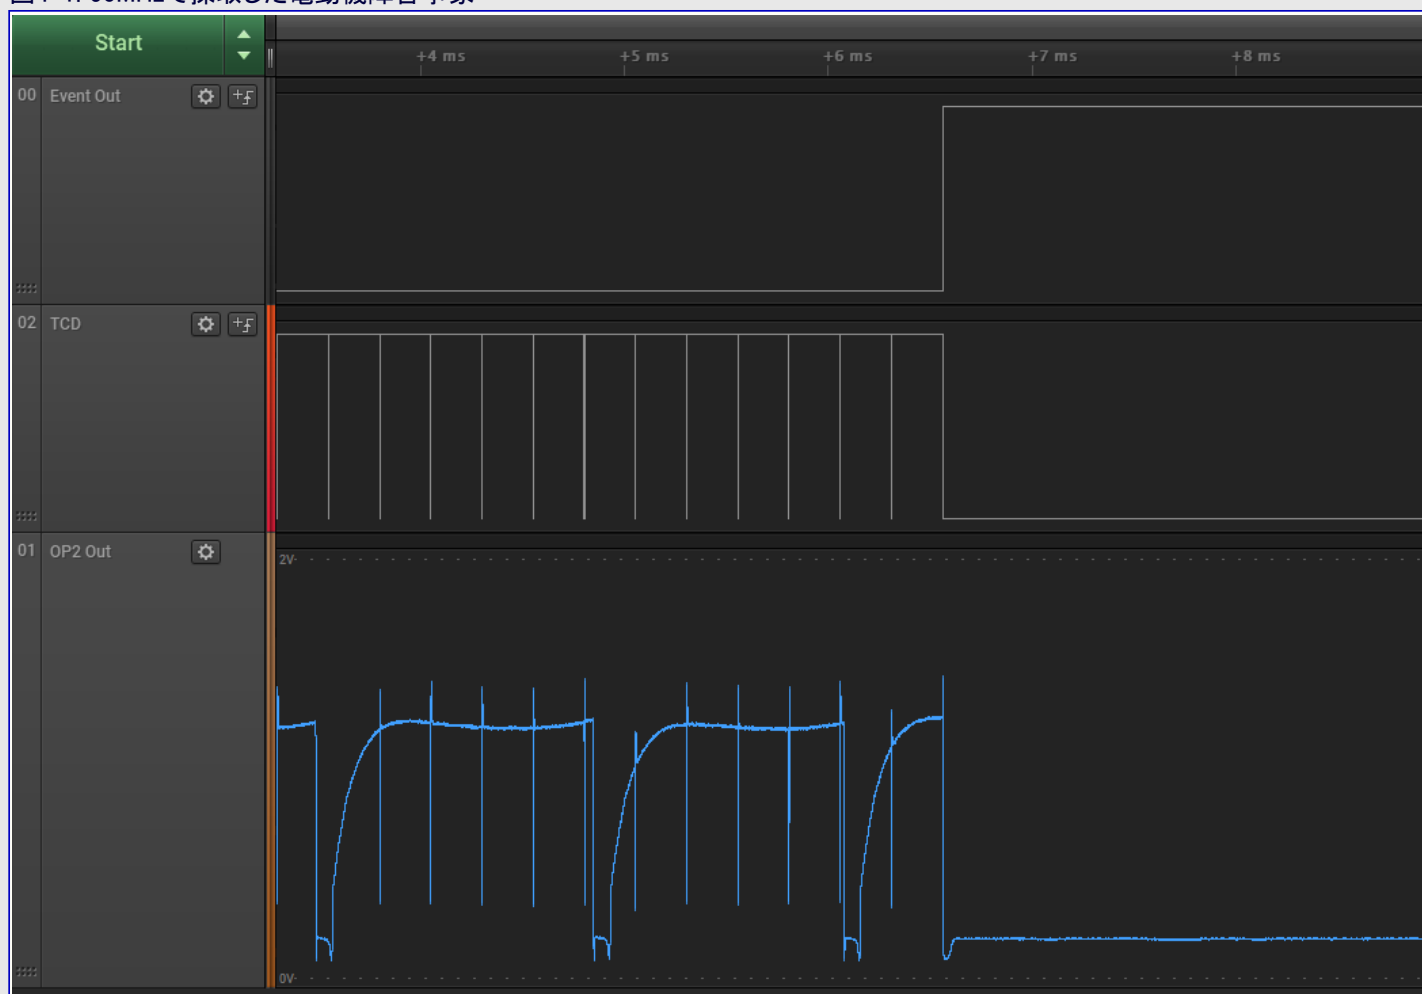 Start
+4 ms
+5 ms
+6 ms
+7 ms
+8 ms
00 Event Out
02 TCD
01 OP2 Out
2V
0V